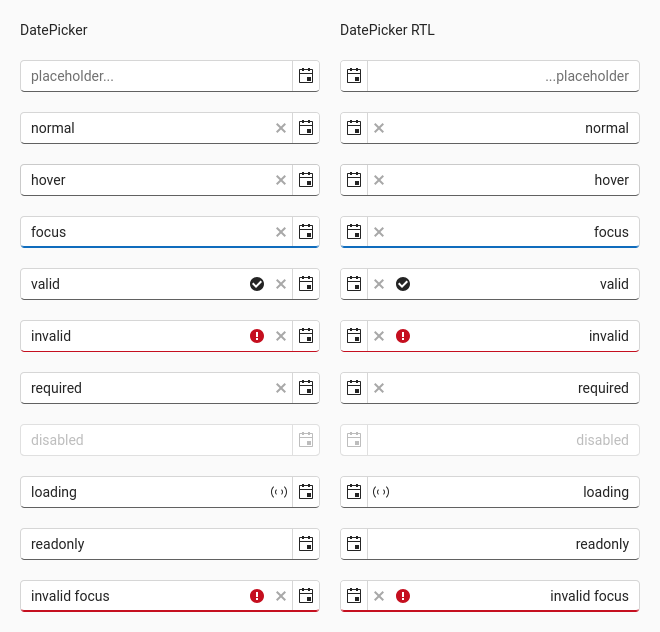 DatePicker DatePicker RTL
placeholder... ...placeholder
normal normal
hover hover
focus focus
valid valid
invalid invalid
required required
disabled disabled
loading loading
readonly readonly
invalid focus invalid focus